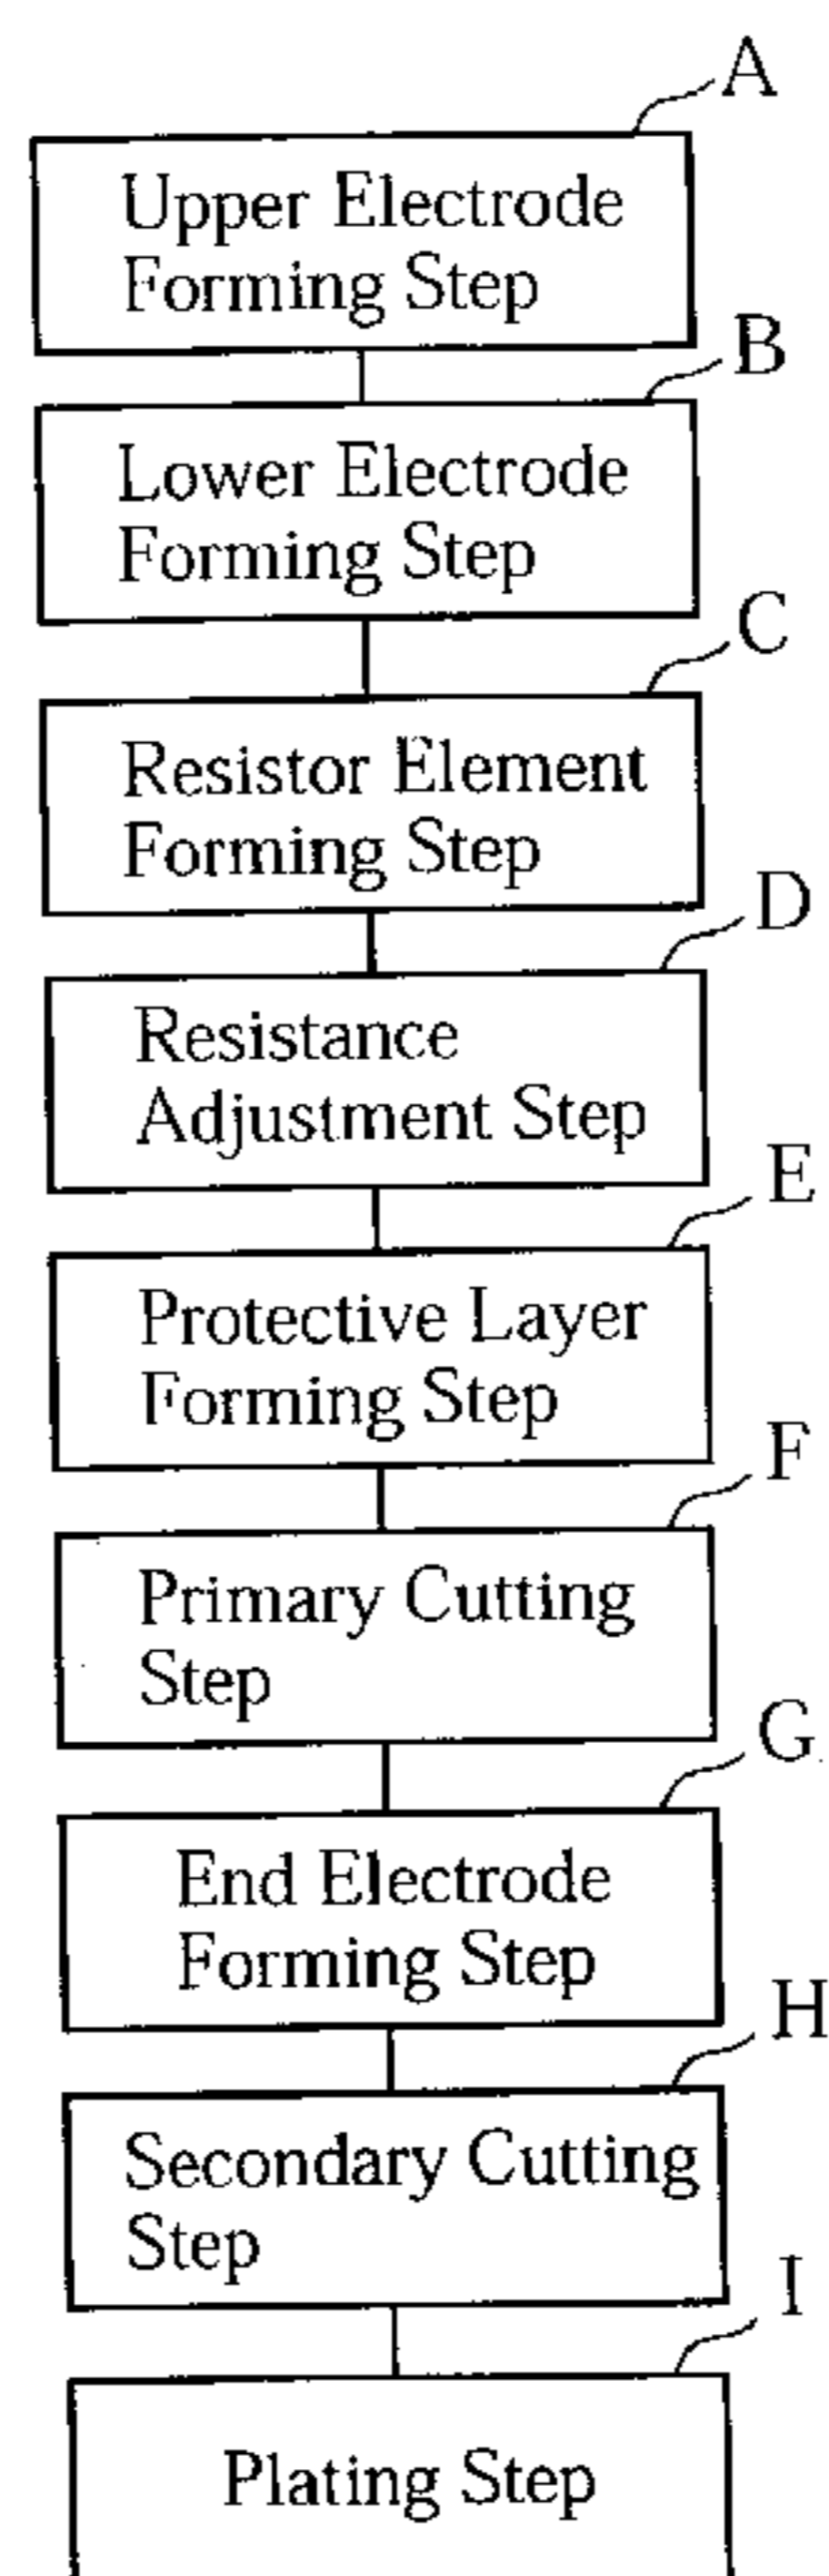 A
Upper Electrode
Forming Step
B
Lower Electrode
Forming Step
C
Resistor Element
Forming Step
D
Resistance
Adjustment Step
E
Protective Layer
Forming Step
F
Primary Cutting
Step
G
End Electrode
Forming Step
H
Secondary Cutting
Step
I
Plating Step